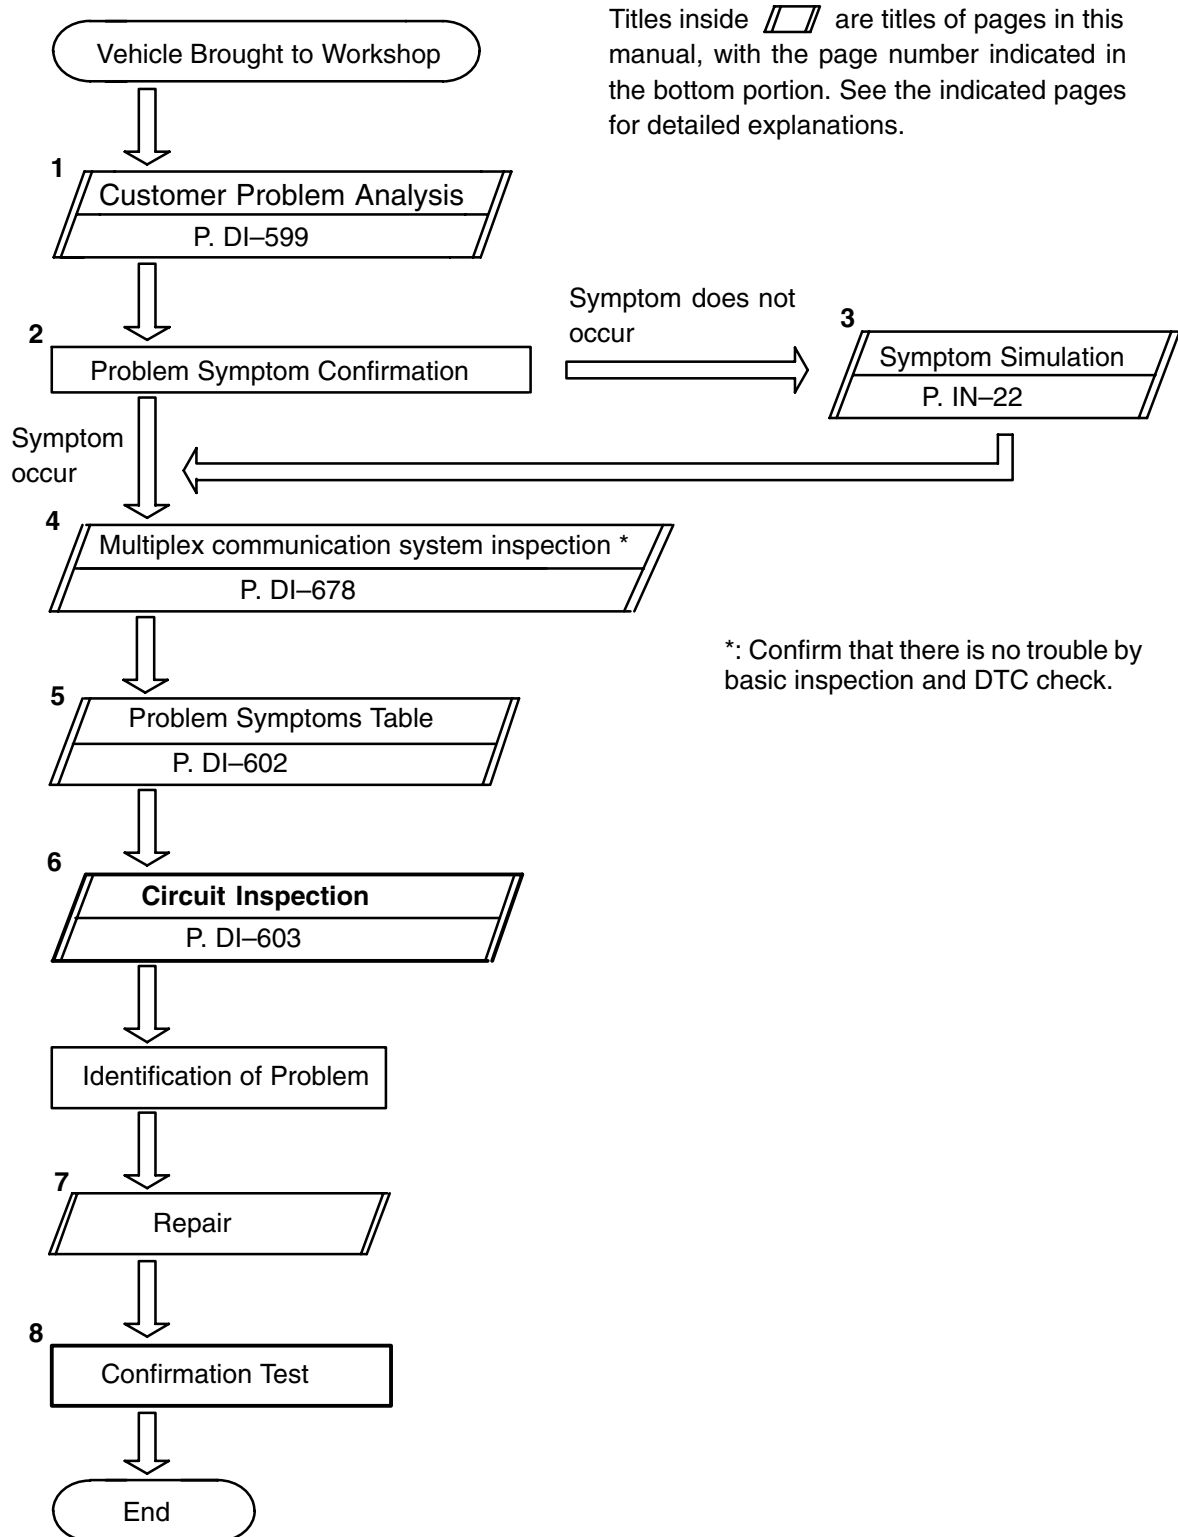 Vehicle Brought to Workshop
Titles inside are titles of pages in this
manual, with the page number indicated in
the bottom portion. See the indicated pages
for detailed explanations.
1
Customer Problem Analysis
P. DI–599
2
Problem Symptom Confirmation
Symptom does not
occur
3
Symptom Simulation
P. IN–22
Symptom
occur
4
Multiplex communication system inspection *
P. DI–678
*: Confirm that there is no trouble by
basic inspection and DTC check.
5
Problem Symptoms Table
P. DI–602
6
Circuit Inspection
P. DI–603
Identification of Problem
7
Repair
8
Confirmation Test
End